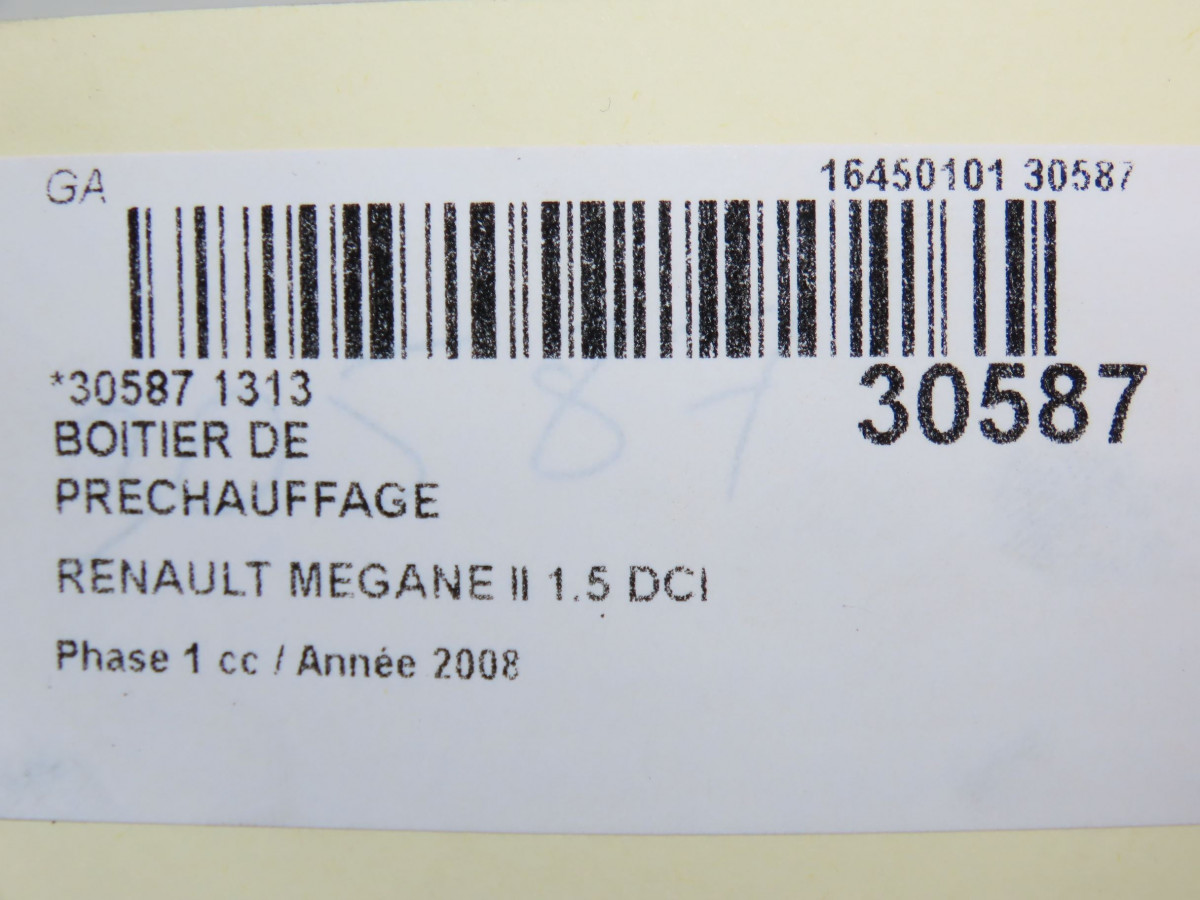 GA
16450101 30587
*30587 1313
30587
BOITIER DE
PRECHAUFFAGE
RENAULT MEGANE II 1.5 DCI
Phase 1 cc / Année 2008